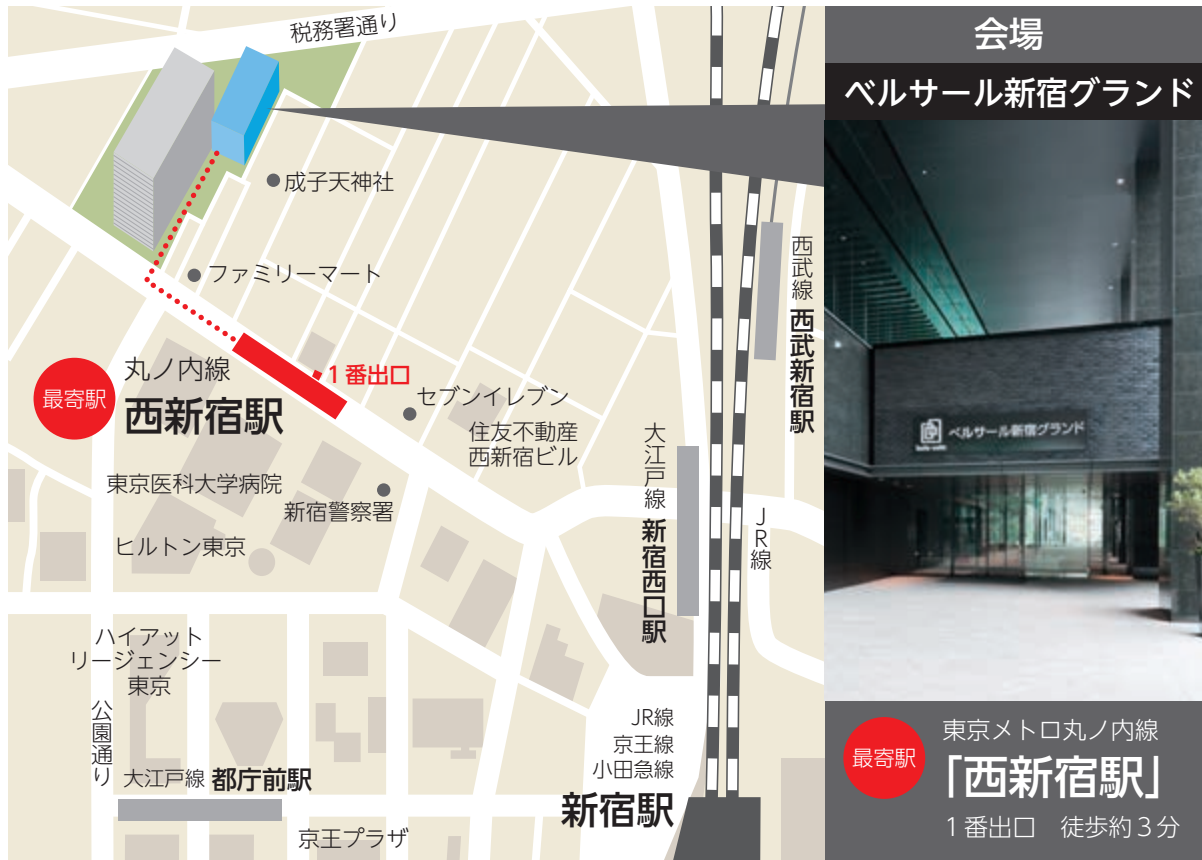 税務署通り
成子天神社
ファミリーマート
最寄駅
丸ノ内線
西新宿駅
1番出口
セブンイレブン
住友不動産
西新宿ビル
東京医科大学病院
新宿警察署
ヒルトン東京
ハイアット
リージェンシー
東京
公園通り
大江戸線 都庁前駅
京王プラザ
大江戸線 新宿西口駅
西武線 西武新宿駅
JR線
JR線
京王線
小田急線
新宿駅
会場
ベルサール新宿グランド
ベルサール新宿グランド
最寄駅
東京メトロ丸ノ内線
「西新宿駅」
1番出口 徒歩約3分